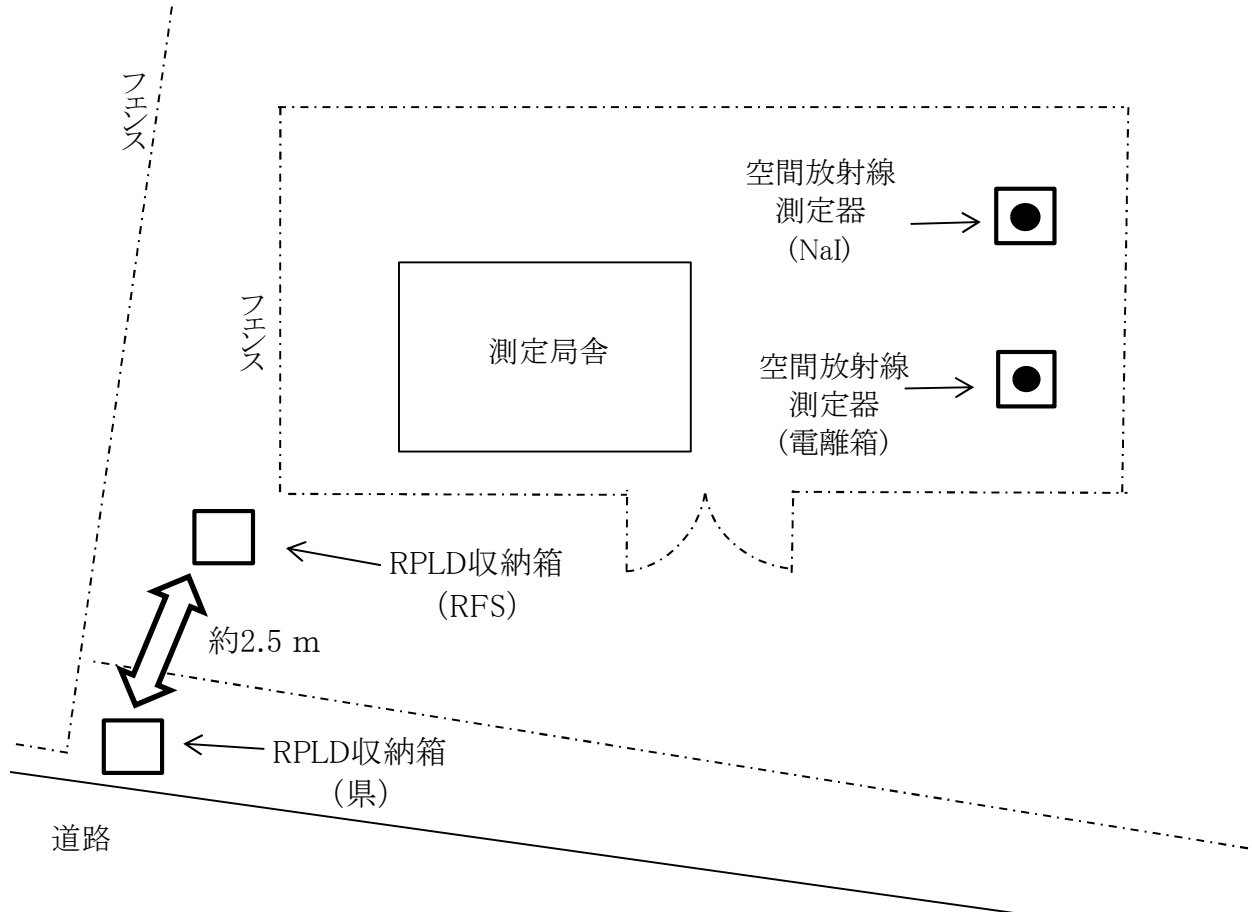 フェンス
空間放射線
測定器
(NaI)
フェンス
測定局舎
空間放射線
測定器
(電離箱)
RPLD収納箱
(RFS)
約2.5 m
RPLD収納箱
(県)
道路